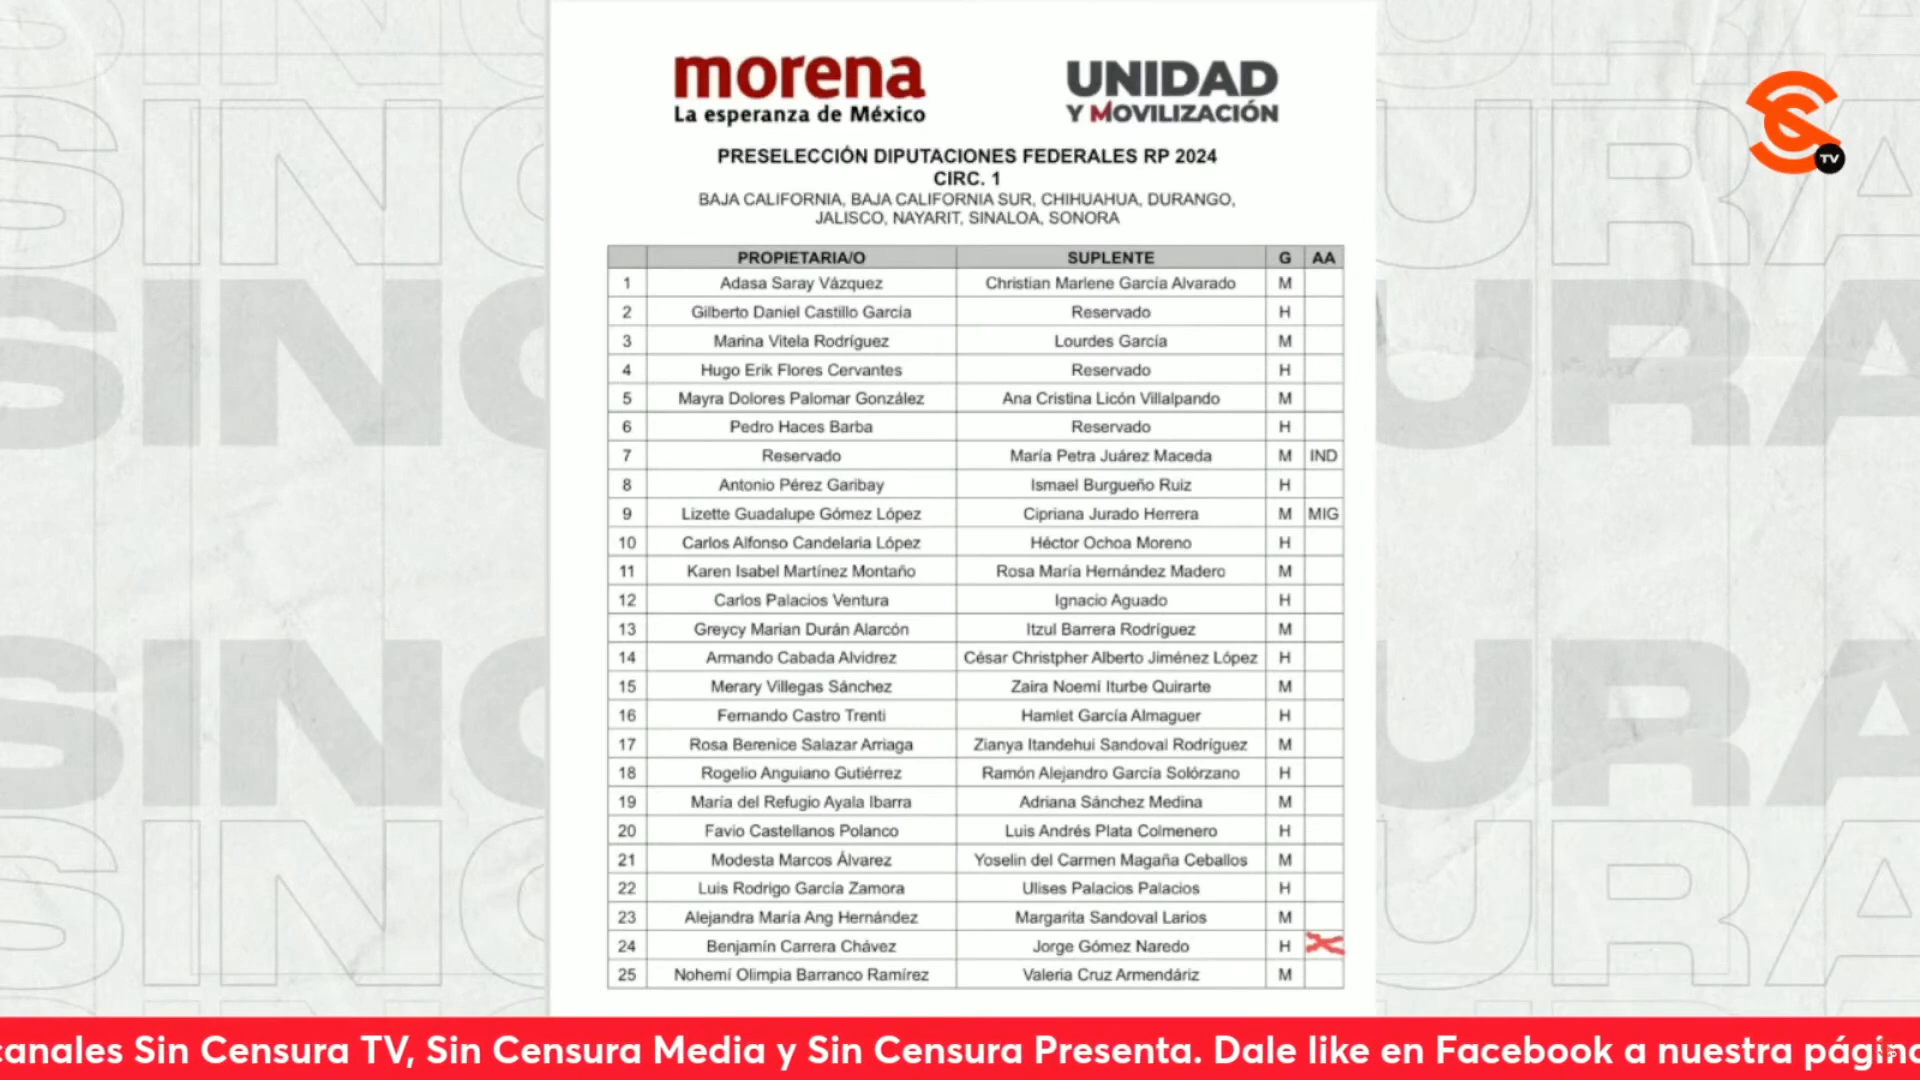 morena
La esperanza de México
UNIDAD
Y MOVILIZACIÓN
TV
PRESELECCIÓN DIPUTACIONES FEDERALES RP 2024
CIRC. 1
BAJA CALIFORNIA, BAJA CALIFORNIA SUR, CHIHUAHUA, DURANGO,
JALISCO, NAYARIT, SINALOA, SONORA
PROPIETARIA/O SUPLENTE G AA
1 Adasa Saray Vázquez Christian Marlene García Alvarado M
2 Gilberto Daniel Castillo García Reservado H
3 Marina Vitela Rodríguez Lourdes García M
4 Hugo Erik Flores Cervantes Reservado H
5 Mayra Dolores Palomar González Ana Cristina Licón Villalpando M
6 Pedro Haces Barba Reservado H
7 Reservado María Petra Juárez Maceda M IND
8 Antonio Pérez Garibay Ismael Burgueño Ruiz H
9 Lizette Guadalupe Gómez López Cipriana Jurado Herrera M MIG
10 Carlos Alfonso Candelaria López Héctor Ochoa Moreno H
11 Karen Isabel Martínez Montaño Rosa María Hernández Madero M
12 Carlos Palacios Ventura Ignacio Aguado H
13 Greycy Marian Durán Alarcón Itzul Barrera Rodríguez M
14 Armando Cabada Alvidrez César Christpher Alberto Jiménez López H
15 Merary Villegas Sánchez Zaira Noemí Iturbe Quirarte M
16 Fernando Castro Trenti Hamlet García Almaguer H
17 Rosa Berenice Salazar Arriaga Zianya Itandehui Sandoval Rodríguez M
18 Rogelio Anguiano Gutiérrez Ramón Alejandro García Solórzano H
19 María del Refugio Ayala Ibarra Adriana Sánchez Medina M
20 Favio Castellanos Polanco Luis Andrés Plata Colmenero H
21 Modesta Marcos Álvarez Yoselin del Carmen Magaña Ceballos M
22 Luis Rodrigo García Zamora Ulises Palacios Palacios H
23 Alejandra María Ang Hernández Margarita Sandoval Larios M
24 Benjamín Carrera Chávez Jorge Gómez Naredo H
25 Nohemí Olimpia Barranco Ramírez Valeria Cruz Armendáriz M
canales Sin Censura TV, Sin Censura Media y Sin Censura Presenta. Dale like en Facebook a nuestra página